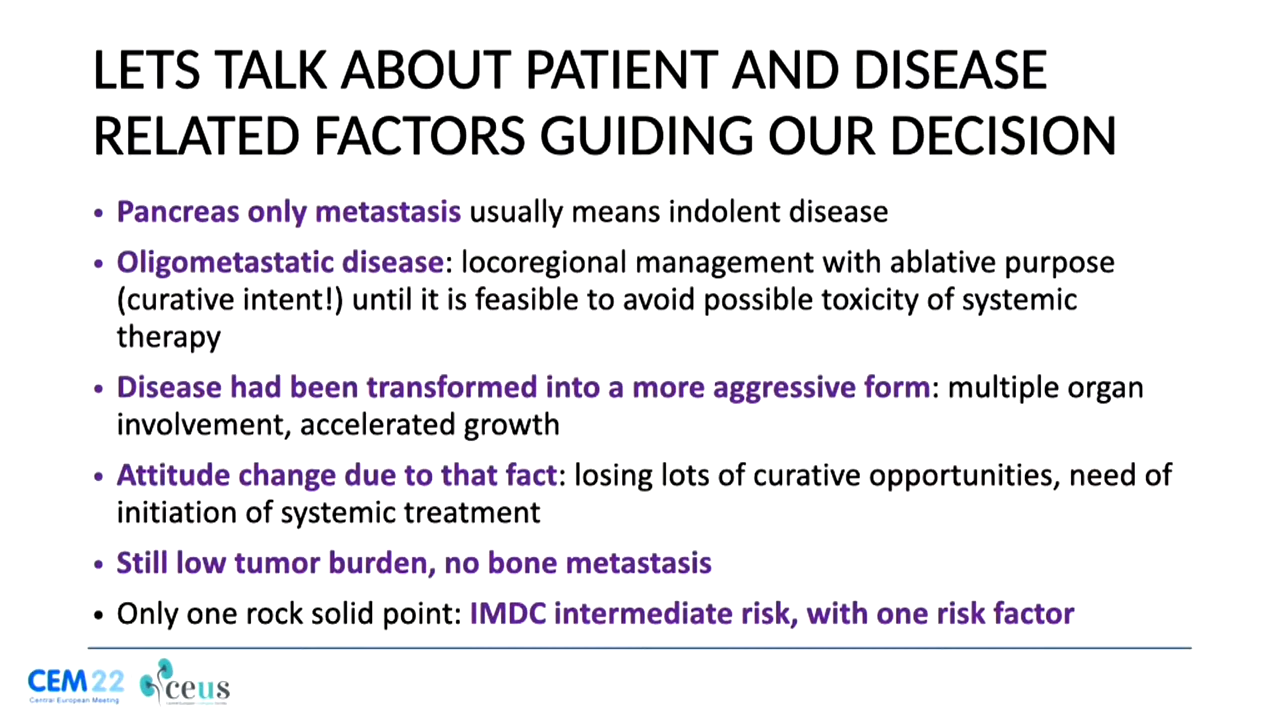 LETS TALK ABOUT PATIENT AND DISEASE
RELATED FACTORS GUIDING OUR DECISION
• Pancreas only metastasis usually means indolent disease
• Oligometastatic disease: locoregional management with ablative purpose
(curative intent!) until it is feasible to avoid possible toxicity of systemic
therapy
• Disease had been transformed into a more aggressive form: multiple organ
involvement, accelerated growth
• Attitude change due to that fact: losing lots of curative opportunities, need of
initiation of systemic treatment
• Still low tumor burden, no bone metastasis
• Only one rock solid point: IMDC intermediate risk, with one risk factor
CEM22
Central European Meeting
ceus